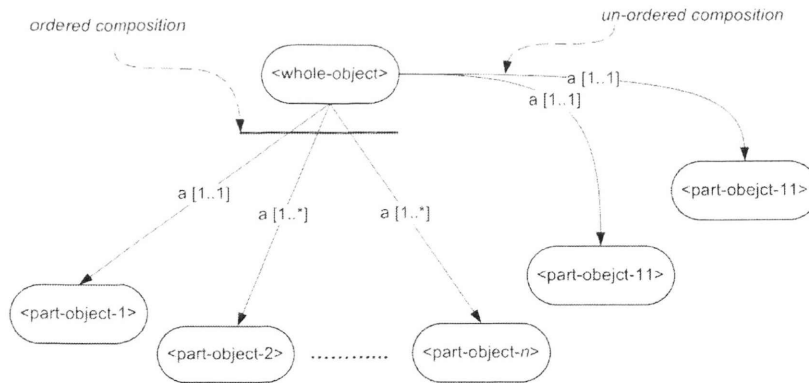 ordered composition
un-ordered composition
<whole-object>
a [1..1]
a [1..1]
a [1..1]
a [1..*]
a [1..*]
<part-obejct-11>
<part-obejct-11>
<part-object-1>
<part-object-2>
............
<part-object-n>